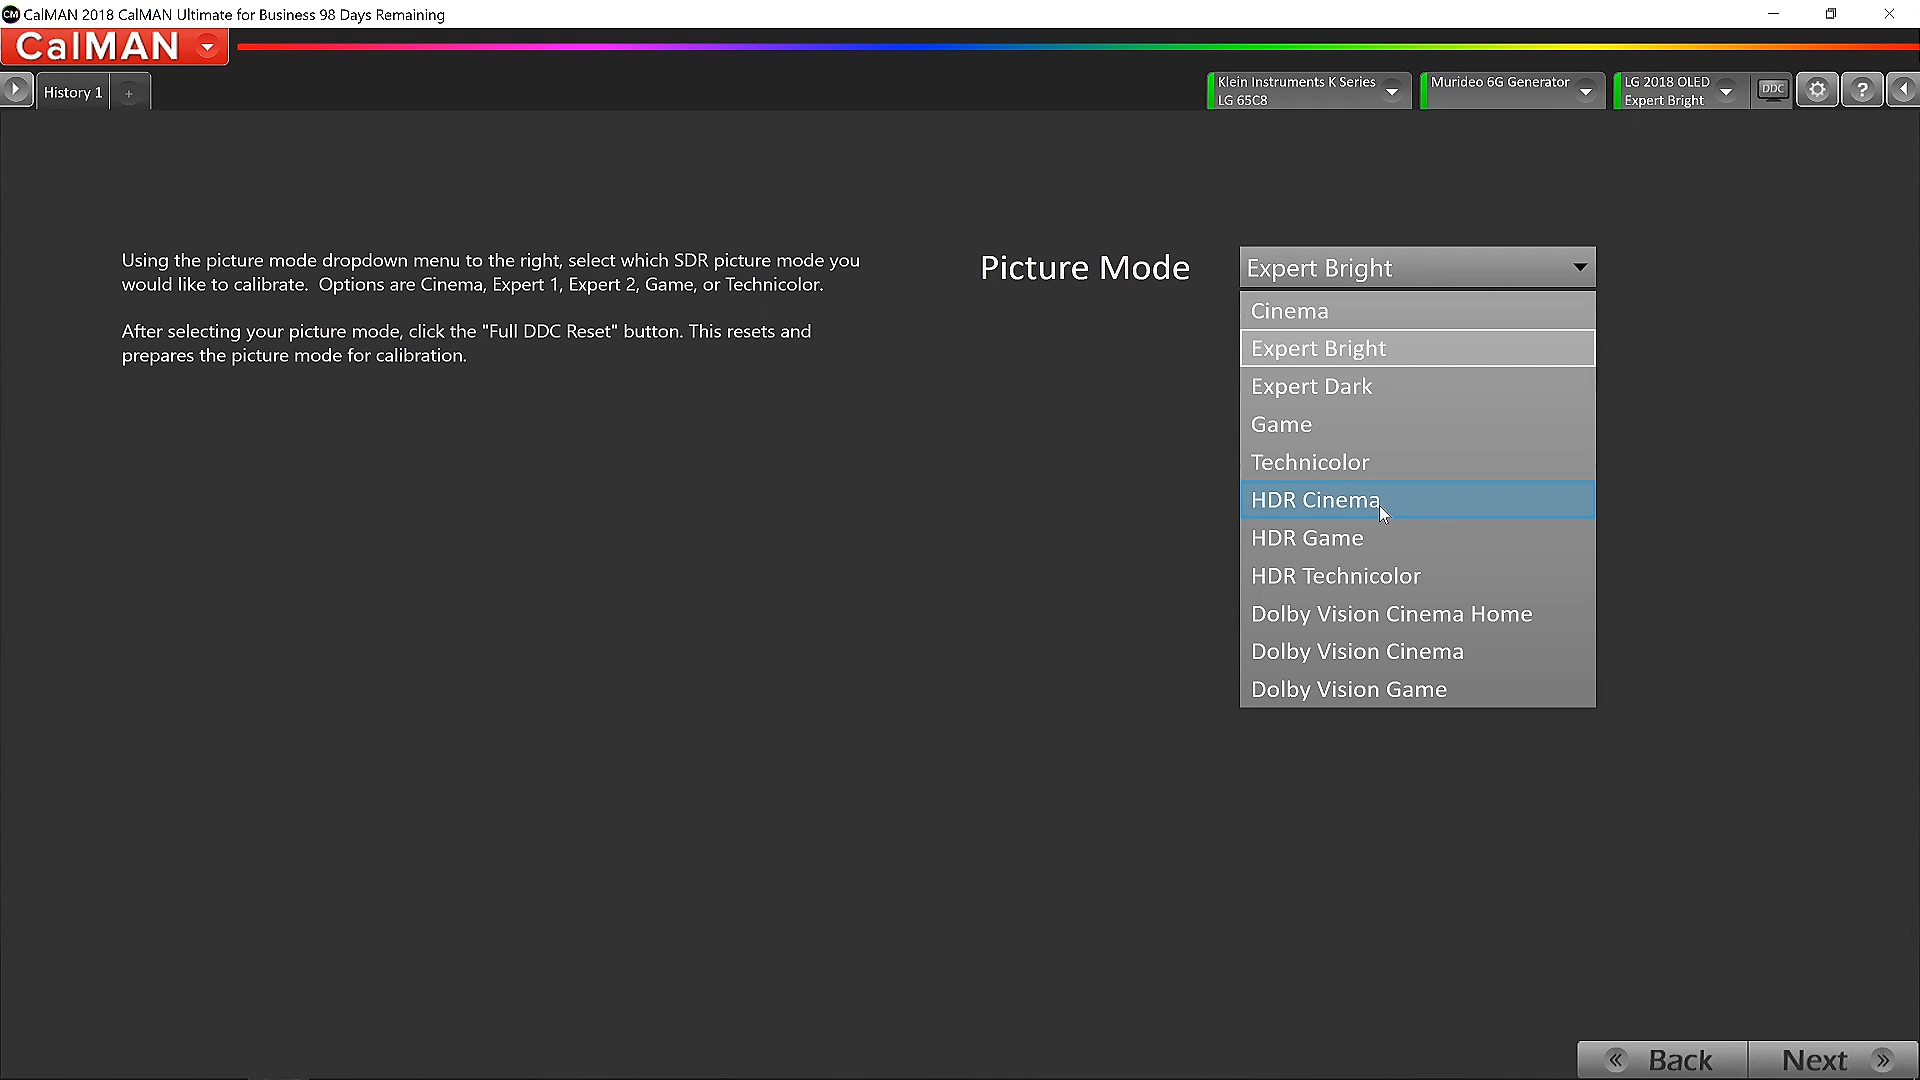 CM CalMAN 2018 CalMAN Ultimate for Business 98 Days Remaining
CalMAN
History 1
+
Klein Instruments K Series
LG 65C8
Murideo 6G Generator
LG 2018 OLED
Expert Bright
DDC
?
Using the picture mode dropdown menu to the right, select which SDR picture mode you
would like to calibrate.  Options are Cinema, Expert 1, Expert 2, Game, or Technicolor.
After selecting your picture mode, click the "Full DDC Reset" button. This resets and
prepares the picture mode for calibration.
Picture Mode
Expert Bright
Cinema
Expert Bright
Expert Dark
Game
Technicolor
HDR Cinema
HDR Game
HDR Technicolor
Dolby Vision Cinema Home
Dolby Vision Cinema
Dolby Vision Game
« Back
Next »